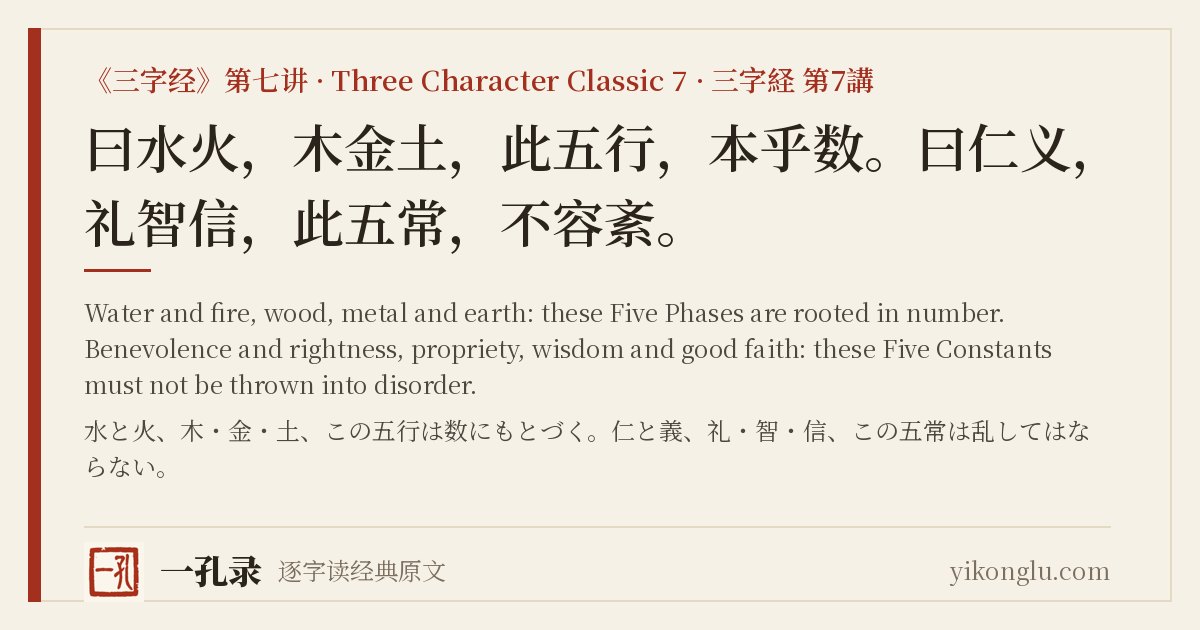 《三字经》第七讲 · Three Character Classic 7 · 三字経 第7講
曰水火，木金土，此五行，本乎数。曰仁义，
礼智信，此五常，不容紊。
Water and fire, wood, metal and earth: these Five Phases are rooted in number.
Benevolence and rightness, propriety, wisdom and good faith: these Five Constants
must not be thrown into disorder.
水と火、木・金・土、この五行は数にもとづく。仁と義、礼・智・信、この五常は乱してはな
らない。
一孔
一孔录 逐字读经典原文 yikonglu.com